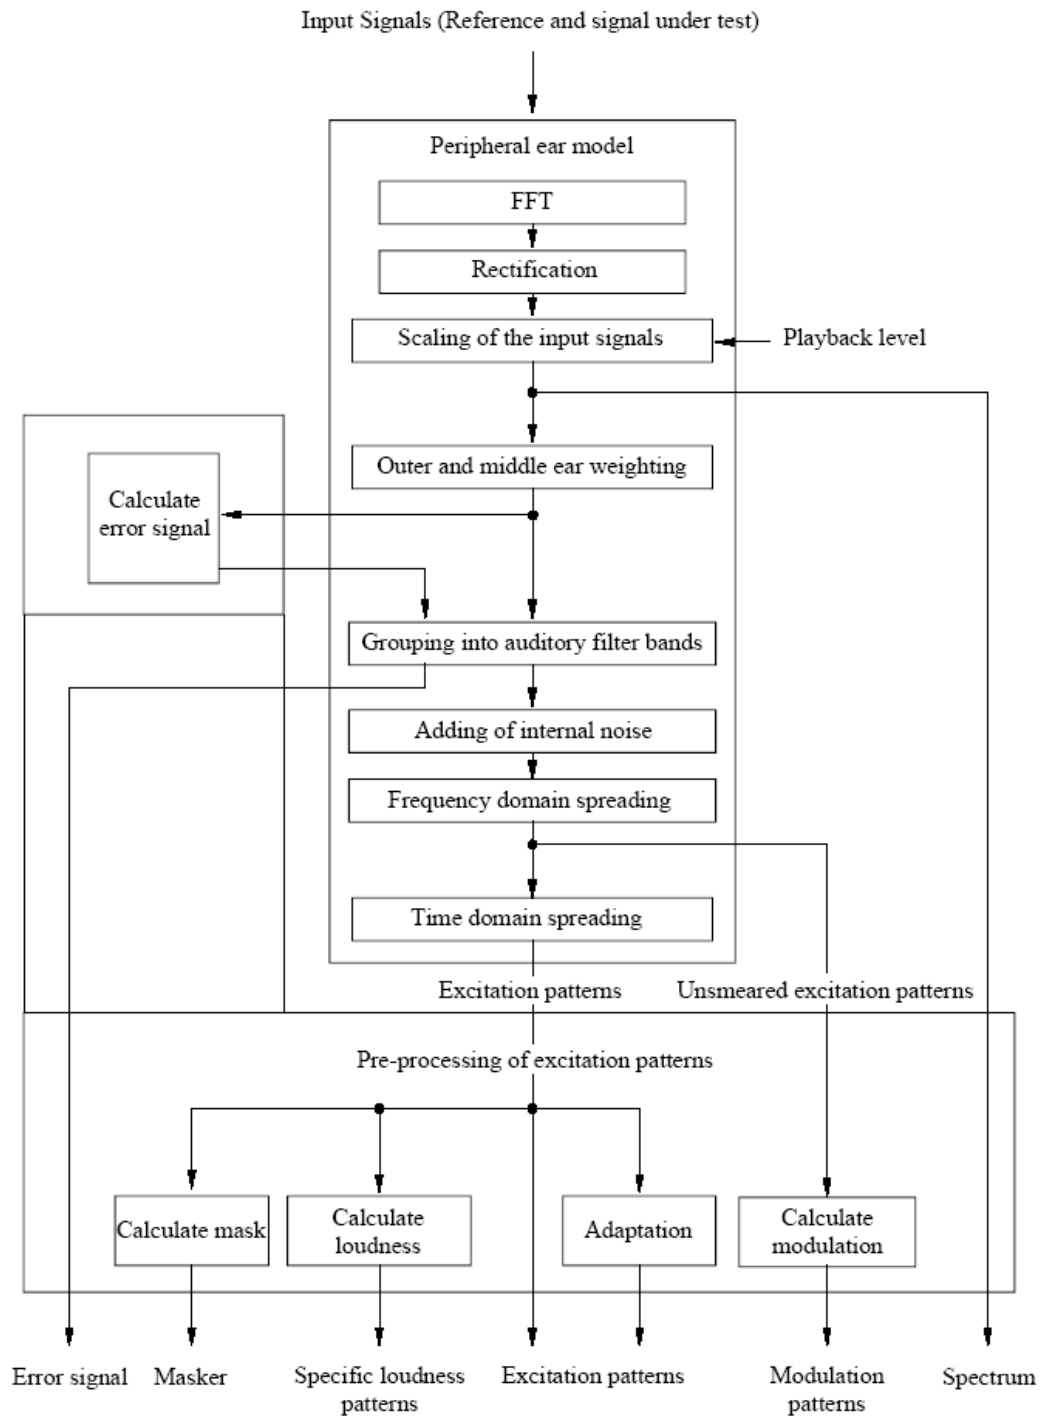 Input Signals (Reference and signal under test)
Peripheral ear model
FFT
Rectification
Scaling of the input signals
Playback level
Outer and middle ear weighting
Calculate
error signal
Grouping into auditory filter bands
Adding of internal noise
Frequency domain spreading
Time domain spreading
Excitation patterns
Unsmeared excitation patterns
Pre-processing of excitation patterns
Calculate mask
Calculate
loudness
Adaptation
Calculate
modulation
Error signal
Masker
Specific loudness
patterns
Excitation patterns
Modulation
patterns
Spectrum